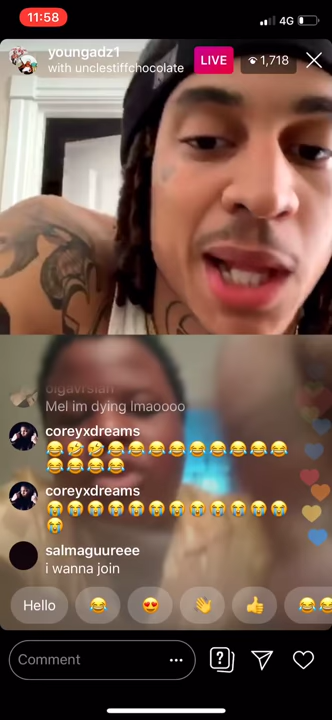 11:58
4G
youngadz1
with unclestiffchocolate
LIVE
1,718
Mel im dying lmaoooo
coreyxdreams
😂🤣🤣😂😂😂😂😂😂😂😂😂
😂😂😂😂
coreyxdreams
😭😭😭😭😭😭😭😭😭😭😭😭
😭
salmaguureee
i wanna join
Hello 😂 😍 👋 👍 😂😂
Comment